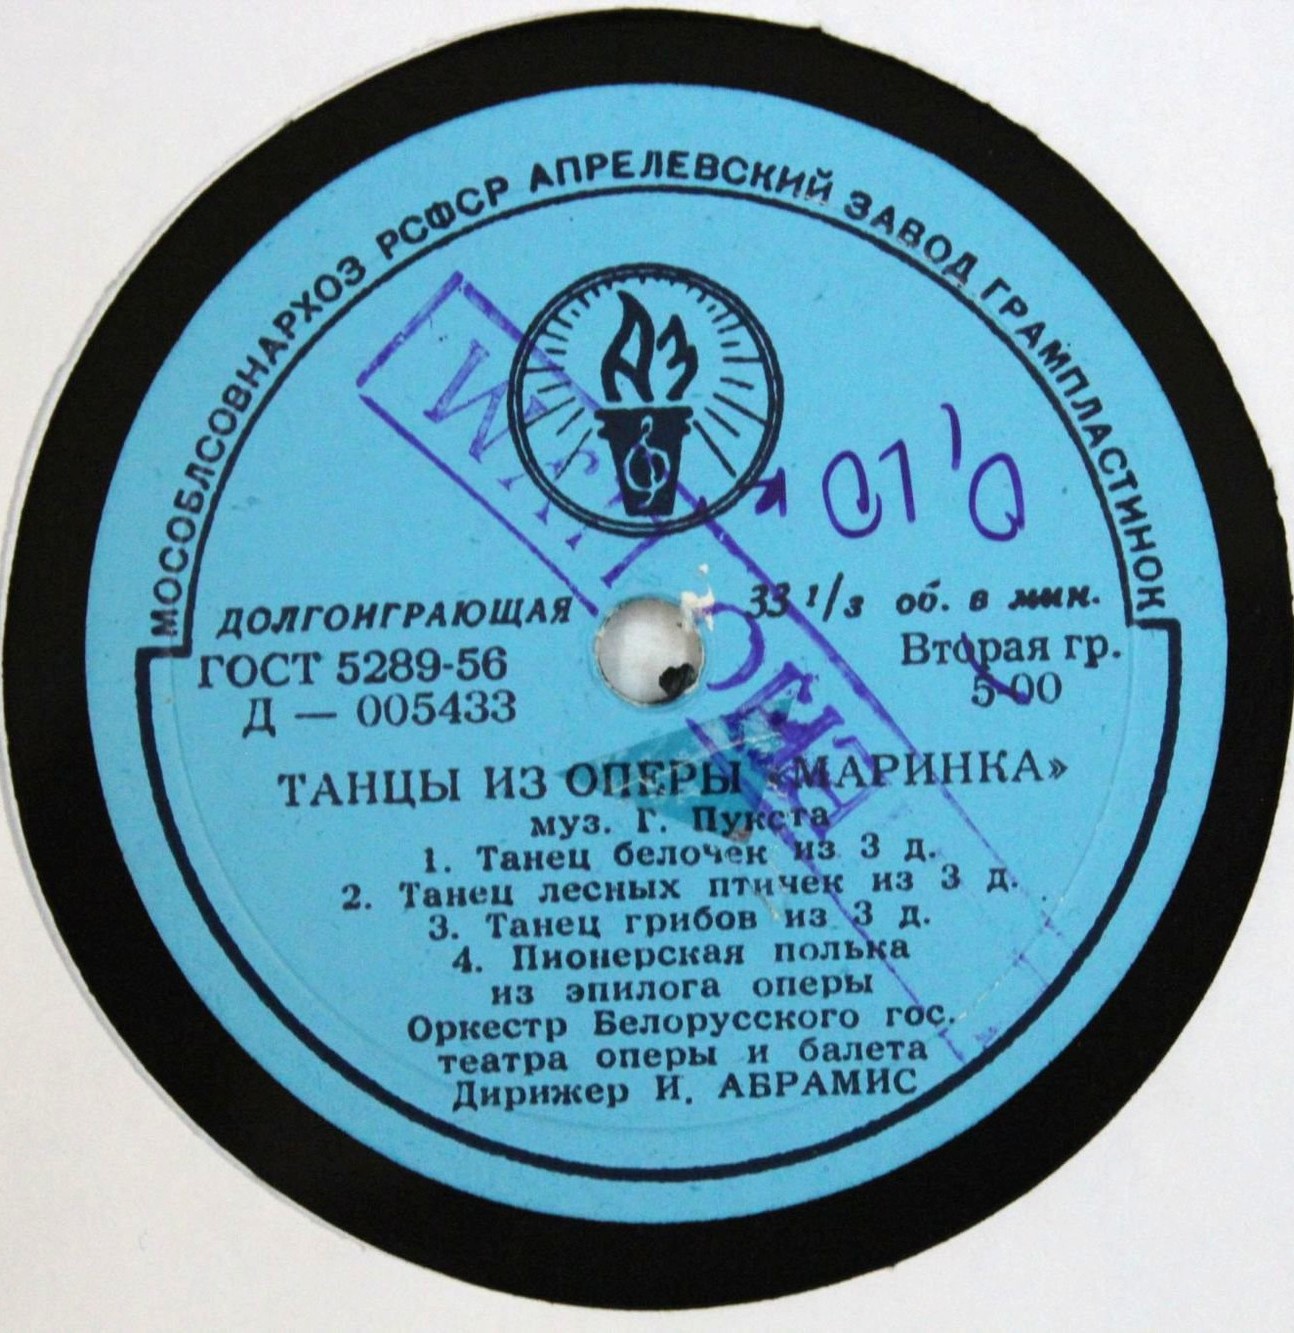 МОСОБЛСОВНАРХОЗ РСФСР АПРЕЛЕВСКИЙ ЗАВОД ГРАМПЛАСТИНОК
АЗ
ДОЛГОИГРАЮЩАЯ
33 1/3 об. в мин.
ГОСТ 5289-56
Вторая гр.
Д — 005433
5-00
ТАНЦЫ ИЗ ОПЕРЫ «МАРИНКА»
муз. Г. Пукста
1. Танец белочек из 3 д.
2. Танец лесных птичек из 3 д.
3. Танец грибов из 3 д.
4. Пионерская полька
из эпилога оперы
Оркестр Белорусского гос.
театра оперы и балета
Дирижер И. АБРАМИС